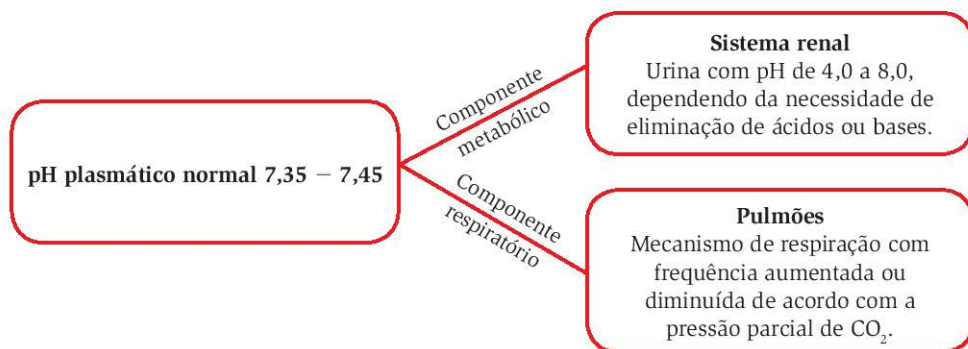 pH plasmático normal 7,35 – 7,45
Componente
metabólico
Sistema renal
Urina com pH de 4,0 a 8,0,
dependendo da necessidade de
eliminação de ácidos ou bases.
Componente
respiratório
Pulmões
Mecanismo de respiração com
frequência aumentada ou
diminuída de acordo com a
pressão parcial de CO₂.